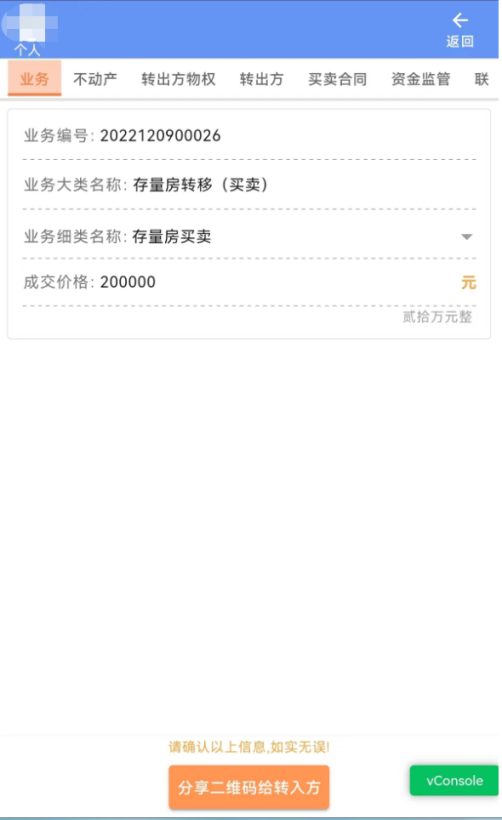 个人
返回
业务 不动产 转出方物权 转出方 买卖合同 资金监管 联
业务编号: 2022120900026
业务大类名称: 存量房转移（买卖）
业务细类名称: 存量房买卖
成交价格: 200000 元
贰拾万元整
请确认以上信息,如实无误!
分享二维码给转入方
vConsole